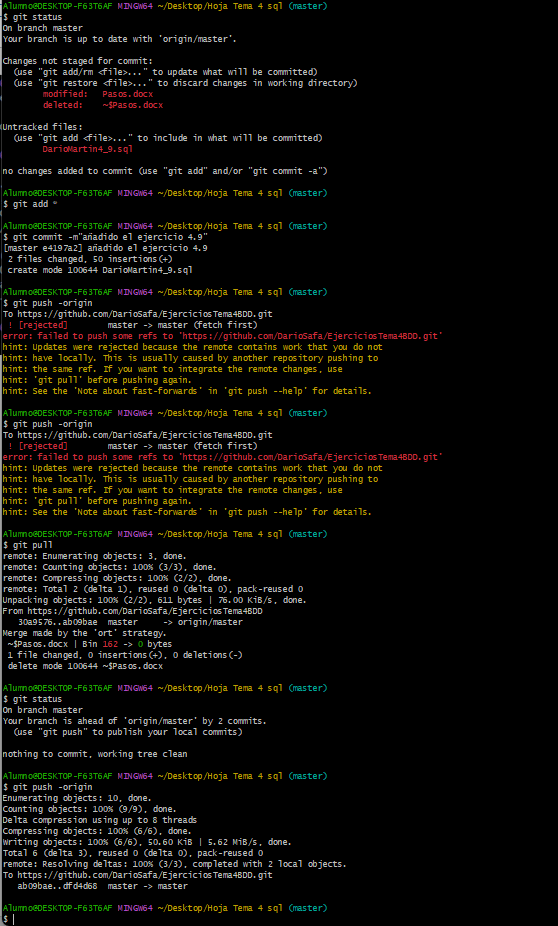 Alumno@DESKTOP-F63T6AF MINGW64 ~/Desktop/Hoja Tema 4 sql (master)
$ git status
On branch master
Your branch is up to date with 'origin/master'.

Changes not staged for commit:
  (use "git add/rm <file>..." to update what will be committed)
  (use "git restore <file>..." to discard changes in working directory)
        modified:   Pasos.docx
        deleted:    ~$Pasos.docx

Untracked files:
  (use "git add <file>..." to include in what will be committed)
        DarioMartin4_9.sql

no changes added to commit (use "git add" and/or "git commit -a")

Alumno@DESKTOP-F63T6AF MINGW64 ~/Desktop/Hoja Tema 4 sql (master)
$ git add *

Alumno@DESKTOP-F63T6AF MINGW64 ~/Desktop/Hoja Tema 4 sql (master)
$ git commit -m"añadido el ejercicio 4.9"
[master e4197a2] añadido el ejercicio 4.9
 2 files changed, 50 insertions(+)
 create mode 100644 DarioMartin4_9.sql

Alumno@DESKTOP-F63T6AF MINGW64 ~/Desktop/Hoja Tema 4 sql (master)
$ git push -origin
To https://github.com/DarioSafa/EjerciciosTema4BDD.git
 ! [rejected]        master -> master (fetch first)
error: failed to push some refs to 'https://github.com/DarioSafa/EjerciciosTema4BDD.git'
hint: Updates were rejected because the remote contains work that you do not
hint: have locally. This is usually caused by another repository pushing to
hint: the same ref. If you want to integrate the remote changes, use
hint: 'git pull' before pushing again.
hint: See the 'Note about fast-forwards' in 'git push --help' for details.

Alumno@DESKTOP-F63T6AF MINGW64 ~/Desktop/Hoja Tema 4 sql (master)
$ git push -origin
To https://github.com/DarioSafa/EjerciciosTema4BDD.git
 ! [rejected]        master -> master (fetch first)
error: failed to push some refs to 'https://github.com/DarioSafa/EjerciciosTema4BDD.git'
hint: Updates were rejected because the remote contains work that you do not
hint: have locally. This is usually caused by another repository pushing to
hint: the same ref. If you want to integrate the remote changes, use
hint: 'git pull' before pushing again.
hint: See the 'Note about fast-forwards' in 'git push --help' for details.

Alumno@DESKTOP-F63T6AF MINGW64 ~/Desktop/Hoja Tema 4 sql (master)
$ git pull
remote: Enumerating objects: 3, done.
remote: Counting objects: 100% (3/3), done.
remote: Compressing objects: 100% (2/2), done.
remote: Total 2 (delta 1), reused 0 (delta 0), pack-reused 0
Unpacking objects: 100% (2/2), 611 bytes | 76.00 KiB/s, done.
From https://github.com/DarioSafa/EjerciciosTema4BDD
   30a9576..ab09bae  master     -> origin/master
Merge made by the 'ort' strategy.
 ~$Pasos.docx | Bin 162 -> 0 bytes
 1 file changed, 0 insertions(+), 0 deletions(-)
 delete mode 100644 ~$Pasos.docx

Alumno@DESKTOP-F63T6AF MINGW64 ~/Desktop/Hoja Tema 4 sql (master)
$ git status
On branch master
Your branch is ahead of 'origin/master' by 2 commits.
  (use "git push" to publish your local commits)

nothing to commit, working tree clean

Alumno@DESKTOP-F63T6AF MINGW64 ~/Desktop/Hoja Tema 4 sql (master)
$ git push -origin
Enumerating objects: 10, done.
Counting objects: 100% (9/9), done.
Delta compression using up to 8 threads
Compressing objects: 100% (6/6), done.
Writing objects: 100% (6/6), 50.60 KiB | 5.62 MiB/s, done.
Total 6 (delta 3), reused 0 (delta 0), pack-reused 0
remote: Resolving deltas: 100% (3/3), completed with 2 local objects.
To https://github.com/DarioSafa/EjerciciosTema4BDD.git
   ab09bae..dfd4d68  master -> master

Alumno@DESKTOP-F63T6AF MINGW64 ~/Desktop/Hoja Tema 4 sql (master)
$